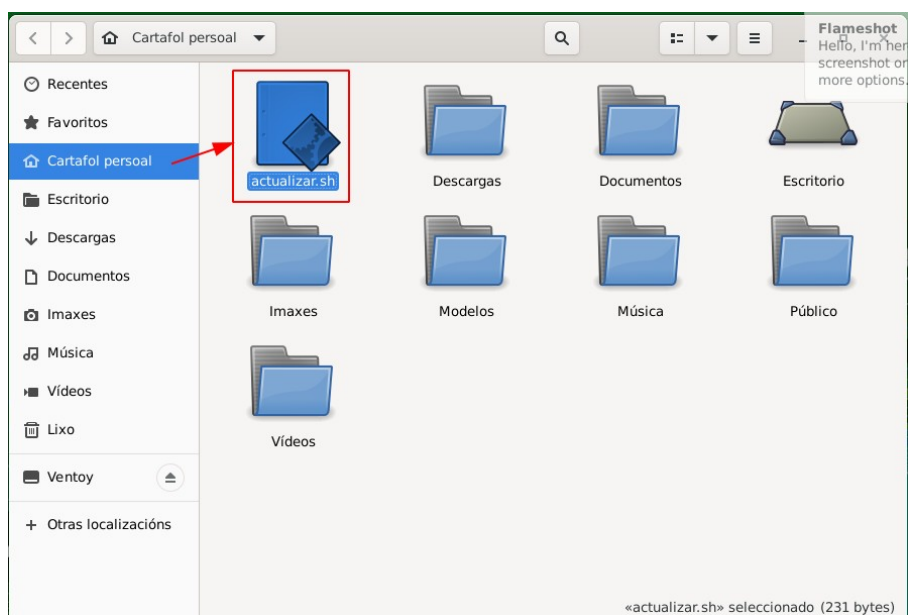 Cartafol persoal
Flameshot
Hello, I'm her
screenshot or
more options.
Recentes
Favoritos
Cartafol persoal
Escritorio
Descargas
Documentos
Imaxes
Música
Vídeos
Lixo
Ventoy
+ Otras localizacións
actualizar.sh
Descargas
Documentos
Escritorio
Imaxes
Modelos
Música
Público
Vídeos
«actualizar.sh» seleccionado (231 bytes)